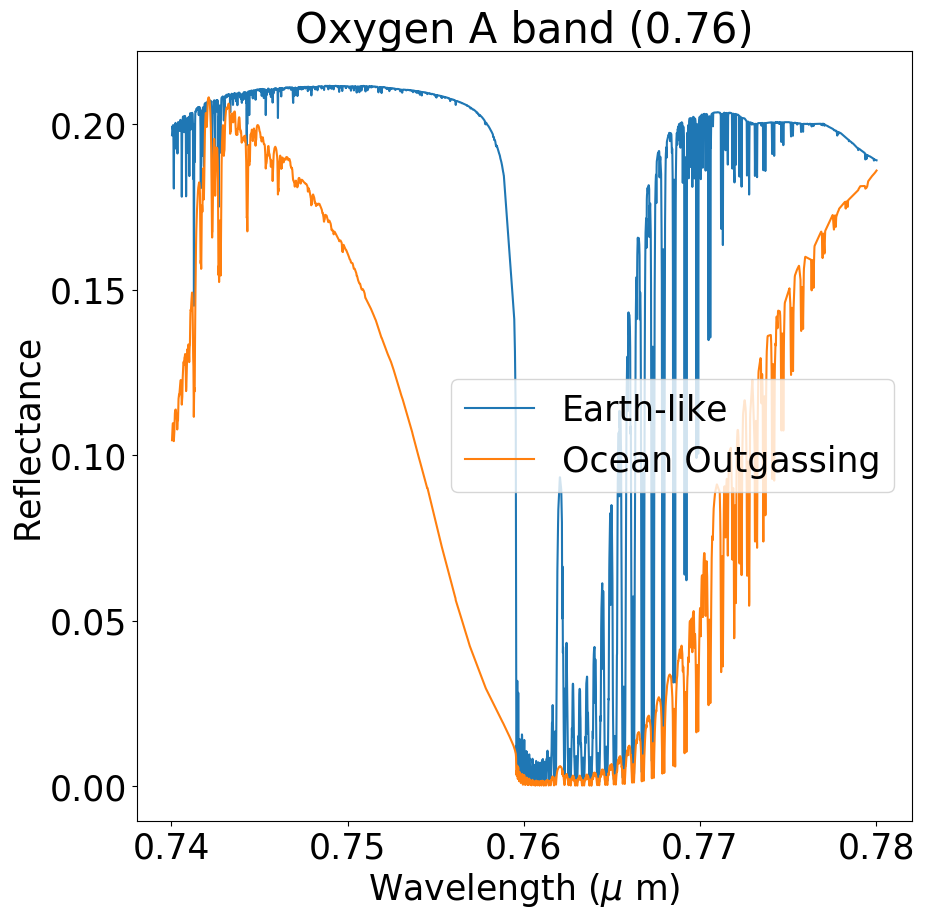 Oxygen A band (0.76)
Reflectance
0.20
0.15
0.10
0.05
0.00
Earth-like
Ocean Outgassing
0.74 0.75 0.76 0.77 0.78
Wavelength (μ m)